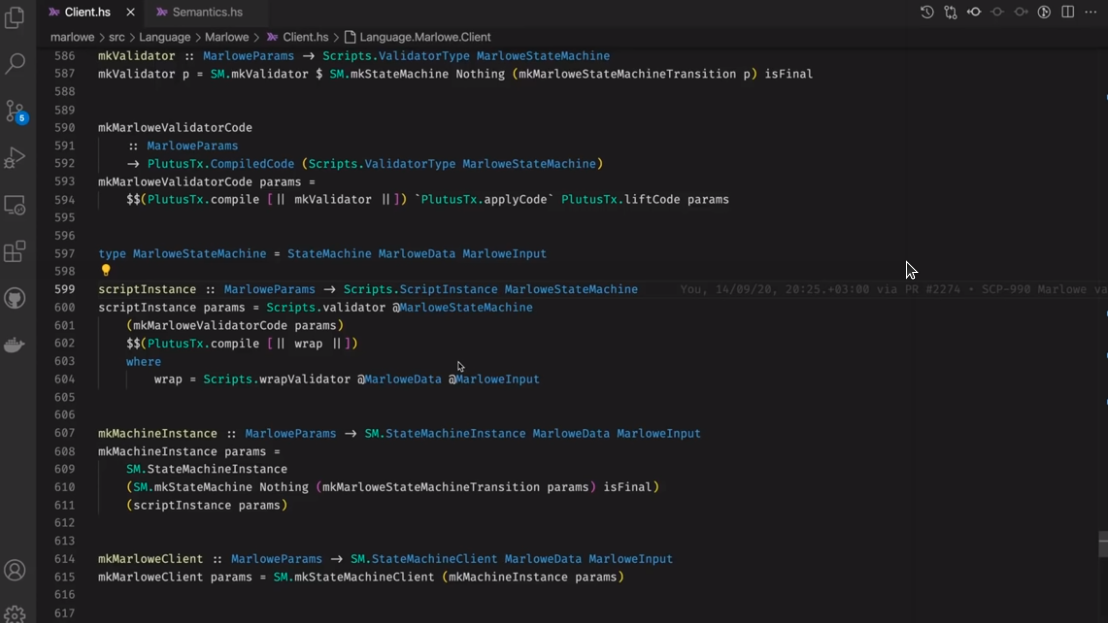 Client.hs
Semantics.hs
marlowe > src > Language > Marlowe > Client.hs > Language.Marlowe.Client
586 mkValidator :: MarloweParams → Scripts.ValidatorType MarloweStateMachine
587 mkValidator p = SM.mkValidator $ SM.mkStateMachine Nothing (mkMarloweStateMachineTransition p) isFinal
588
589
590 mkMarloweValidatorCode
591 :: MarloweParams
592 → PlutusTx.CompiledCode (Scripts.ValidatorType MarloweStateMachine)
593 mkMarloweValidatorCode params =
594 $$(PlutusTx.compile [|| mkValidator ||]) `PlutusTx.applyCode` PlutusTx.liftCode params
595
596
597 type MarloweStateMachine = StateMachine MarloweData MarloweInput
598
599 scriptInstance :: MarloweParams → Scripts.ScriptInstance MarloweStateMachine You, 14/09/20, 20:25.+03:00 via PR #2274 • SCP-990 Marlowe va
600 scriptInstance params = Scripts.validator @MarloweStateMachine
601 (mkMarloweValidatorCode params)
602 $$(PlutusTx.compile [|| wrap ||])
603 where
604 wrap = Scripts.wrapValidator @MarloweData @MarloweInput
605
606
607 mkMachineInstance :: MarloweParams → SM.StateMachineInstance MarloweData MarloweInput
608 mkMachineInstance params =
609 SM.StateMachineInstance
610 (SM.mkStateMachine Nothing (mkMarloweStateMachineTransition params) isFinal)
611 (scriptInstance params)
612
613
614 mkMarloweClient :: MarloweParams → SM.StateMachineClient MarloweData MarloweInput
615 mkMarloweClient params = SM.mkStateMachineClient (mkMachineInstance params)
616
617
5